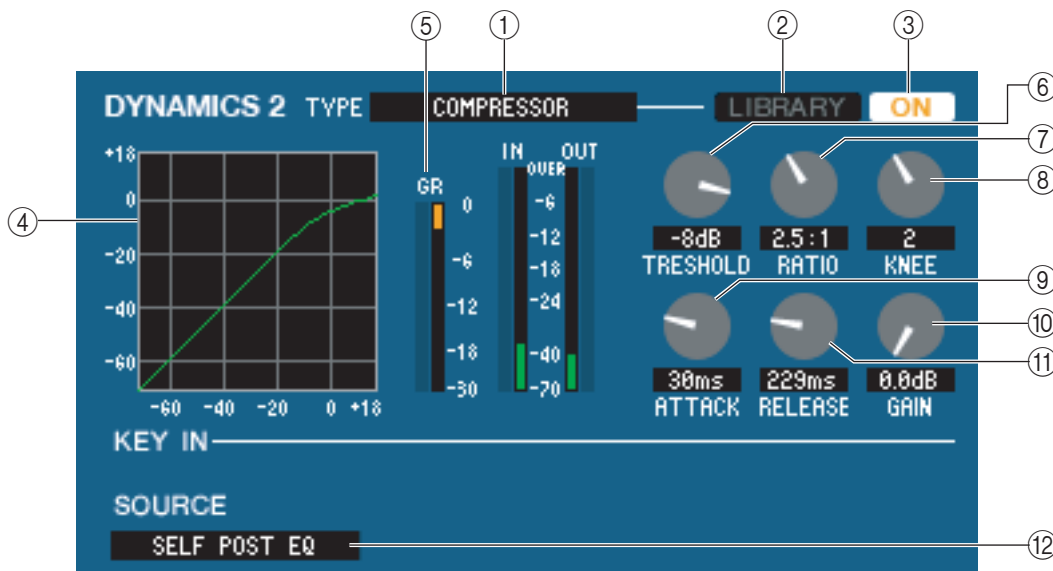 ⑤ ① ② ③
DYNAMICS 2 TYPE COMPRESSOR LIBRARY ON
⑥
⑦
⑧
④
+18
0
-20
-40
-60
-60 -40 -20 0 +18
GR
0
-6
-12
-18
-30
IN OUT
OVER
-6
-12
-18
-24
-40
-70
-8dB 2.5:1 2
TRESHOLD RATIO KNEE
⑨
⑩
⑪
30ms 229ms 0.0dB
ATTACK RELEASE GAIN
KEY IN
SOURCE
SELF POST EQ
⑫